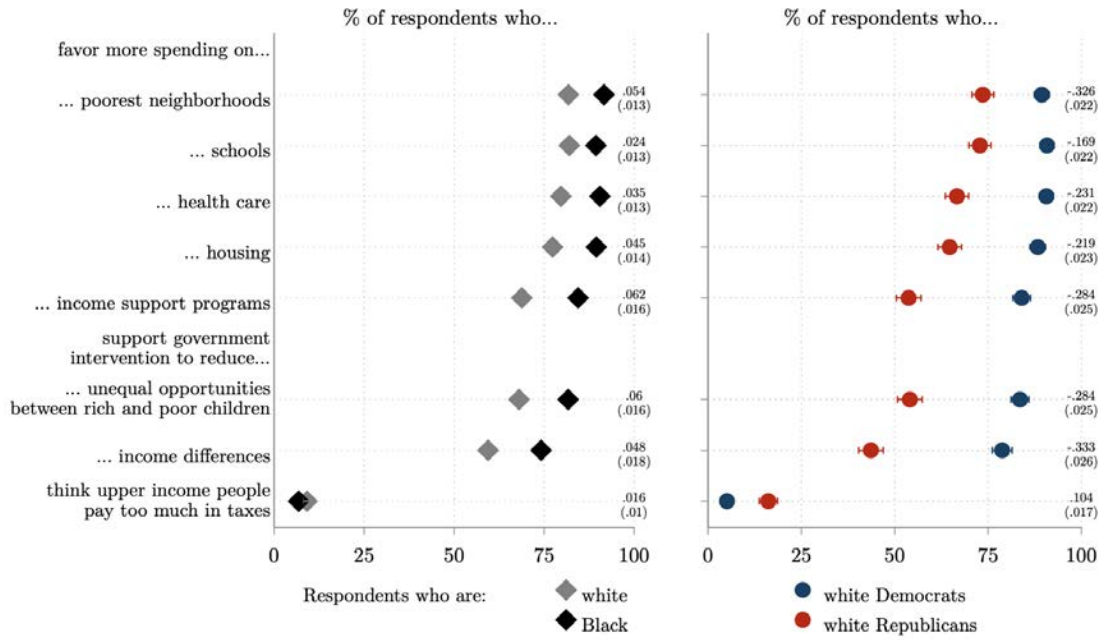 % of respondents who...
% of respondents who...
favor more spending on...
... poorest neighborhoods
.054
(.013)
-.326
(.022)
... schools
.024
(.013)
-.169
(.022)
... health care
.035
(.013)
-.231
(.022)
... housing
.045
(.014)
-.219
(.023)
... income support programs
.062
(.016)
-.284
(.025)
support government
intervention to reduce...
... unequal opportunities
between rich and poor children
.06
(.016)
-.284
(.025)
... income differences
.048
(.018)
-.333
(.026)
think upper income people
pay too much in taxes
.016
(.01)
.104
(.017)
0 25 50 75 100
0 25 50 75 100
Respondents who are:
white
Black
white Democrats
white Republicans